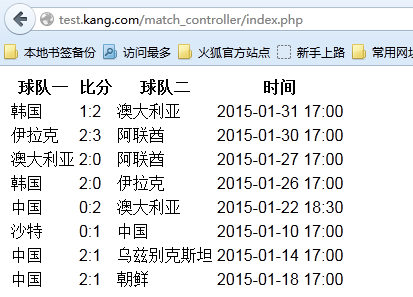 test.kang.com/match_controller/index.php
本地书签备份 访问最多 火狐官方站点 新手上路 常用网址
球队一 比分 球队二 时间
韩国 1:2 澳大利亚 2015-01-31 17:00
伊拉克 2:3 阿联酋 2015-01-30 17:00
澳大利亚 2:0 阿联酋 2015-01-27 17:00
韩国 2:0 伊拉克 2015-01-26 17:00
中国 0:2 澳大利亚 2015-01-22 18:30
沙特 0:1 中国 2015-01-10 17:00
中国 2:1 乌兹别克斯坦 2015-01-14 17:00
中国 2:1 朝鲜 2015-01-18 17:00